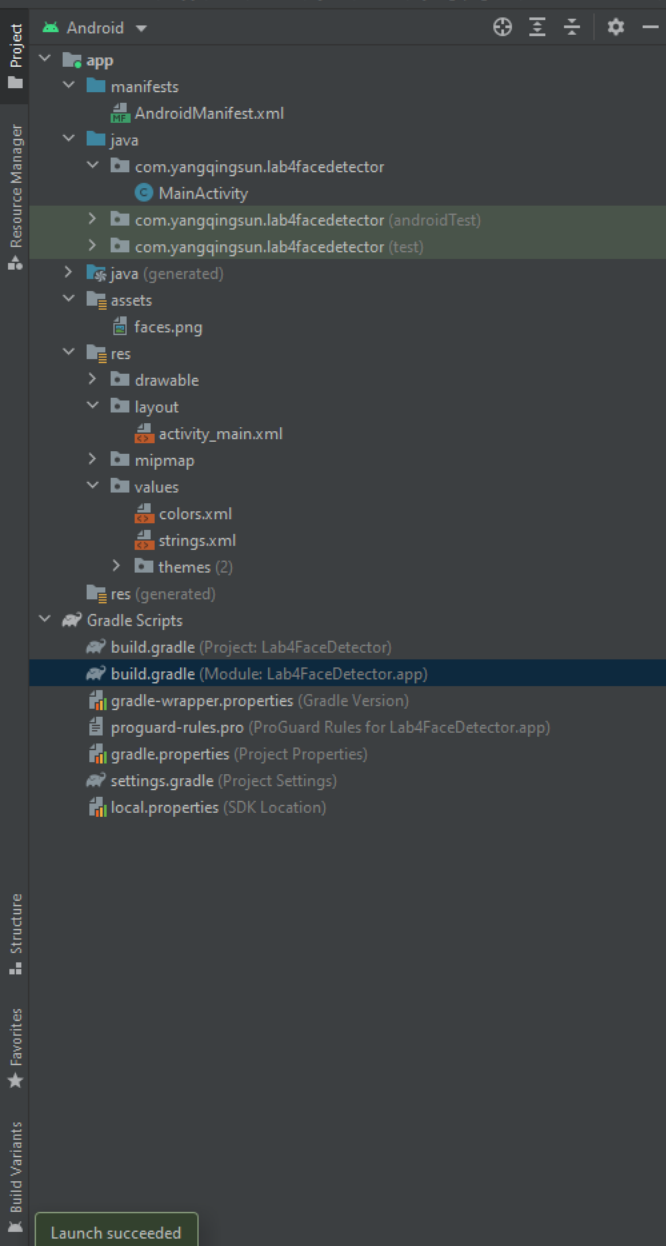 Android
app
manifests
AndroidManifest.xml
java
com.yangqingsun.lab4facedetector
MainActivity
com.yangqingsun.lab4facedetector (androidTest)
com.yangqingsun.lab4facedetector (test)
java (generated)
assets
faces.png
res
drawable
layout
activity_main.xml
mipmap
values
colors.xml
strings.xml
themes (2)
res (generated)
Gradle Scripts
build.gradle (Project: Lab4FaceDetector)
build.gradle (Module: Lab4FaceDetector.app)
gradle-wrapper.properties (Gradle Version)
proguard-rules.pro (ProGuard Rules for Lab4FaceDetector.app)
gradle.properties (Project Properties)
settings.gradle (Project Settings)
local.properties (SDK Location)
Project
Resource Manager
Structure
Favorites
Build Variants
Launch succeeded